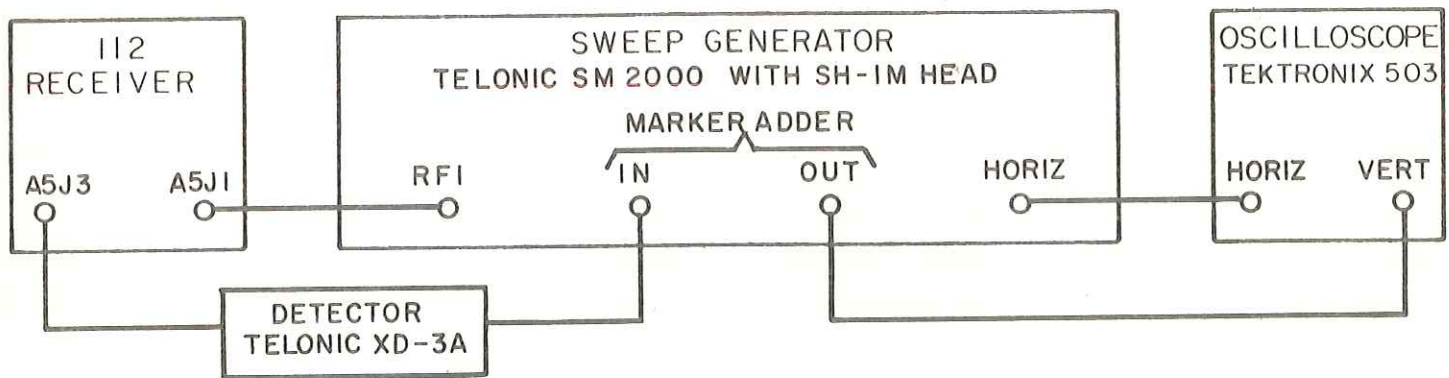 112
RECEIVER
A5J3
A5J1
SWEEP GENERATOR
TELONIC SM 2000 WITH SH-1M HEAD
MARKER ADDER
RF1
IN
OUT
HORIZ
OSCILLOSCOPE
TEKTRONIX 503
HORIZ
VERT
DETECTOR
TELONIC XD-3A